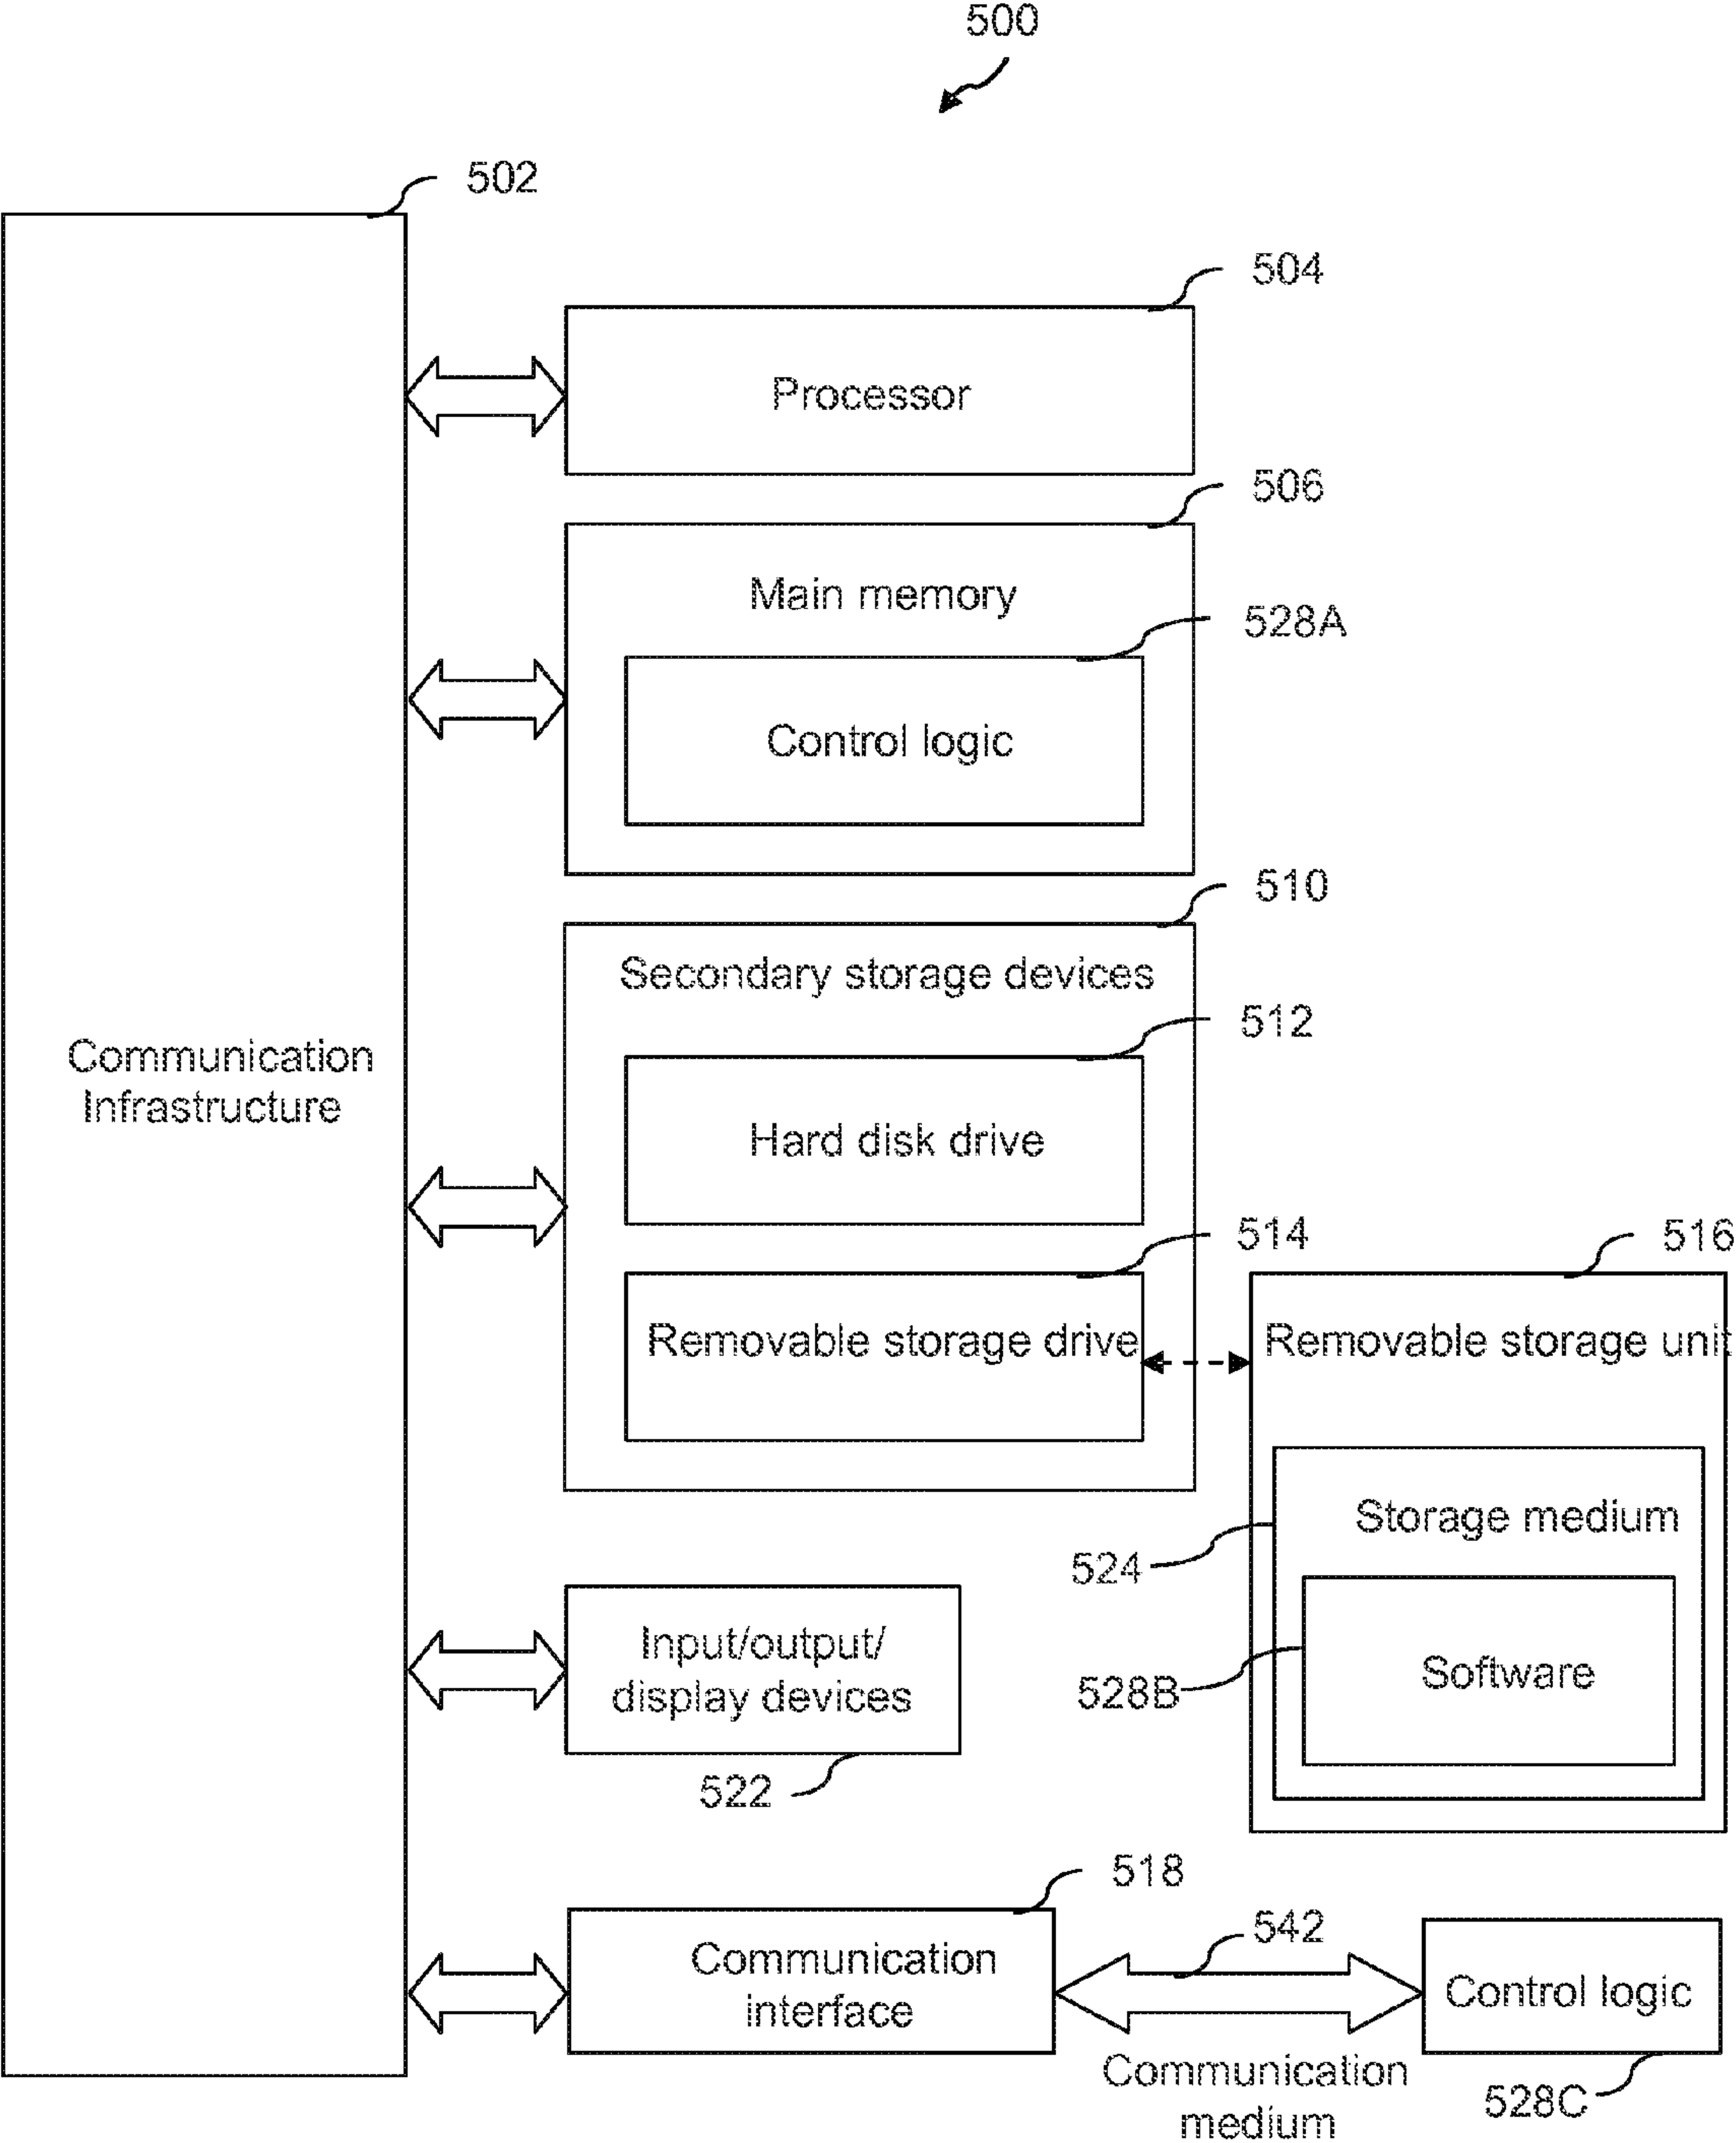 500
502
504
Processor
506
Main memory
528A
Control logic
510
Secondary storage devices
512
Communication
Infrastructure
Hard disk drive
514
516
Removable storage drive
Removable storage unit
Storage medium
524
Input/output/
display devices
Software
528B
522
518
542
Communication
interface
Control logic
Communication
medium
528C